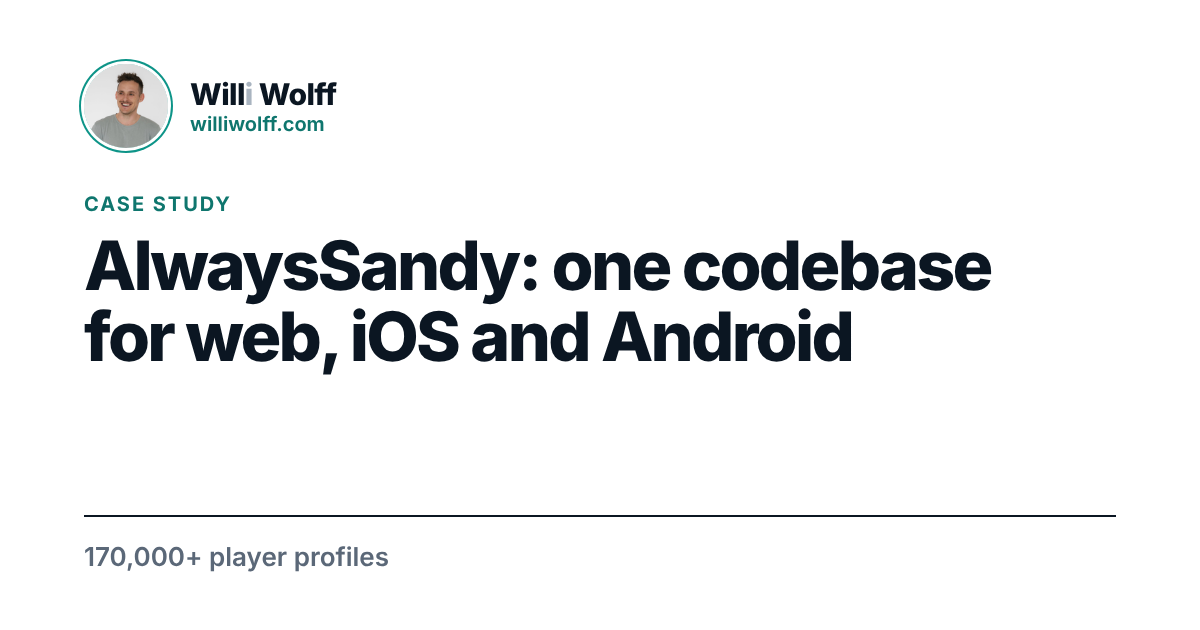 Willi Wolff
williwolff.com
CASE STUDY
AlwaysSandy: one codebase
for web, iOS and Android
170,000+ player profiles